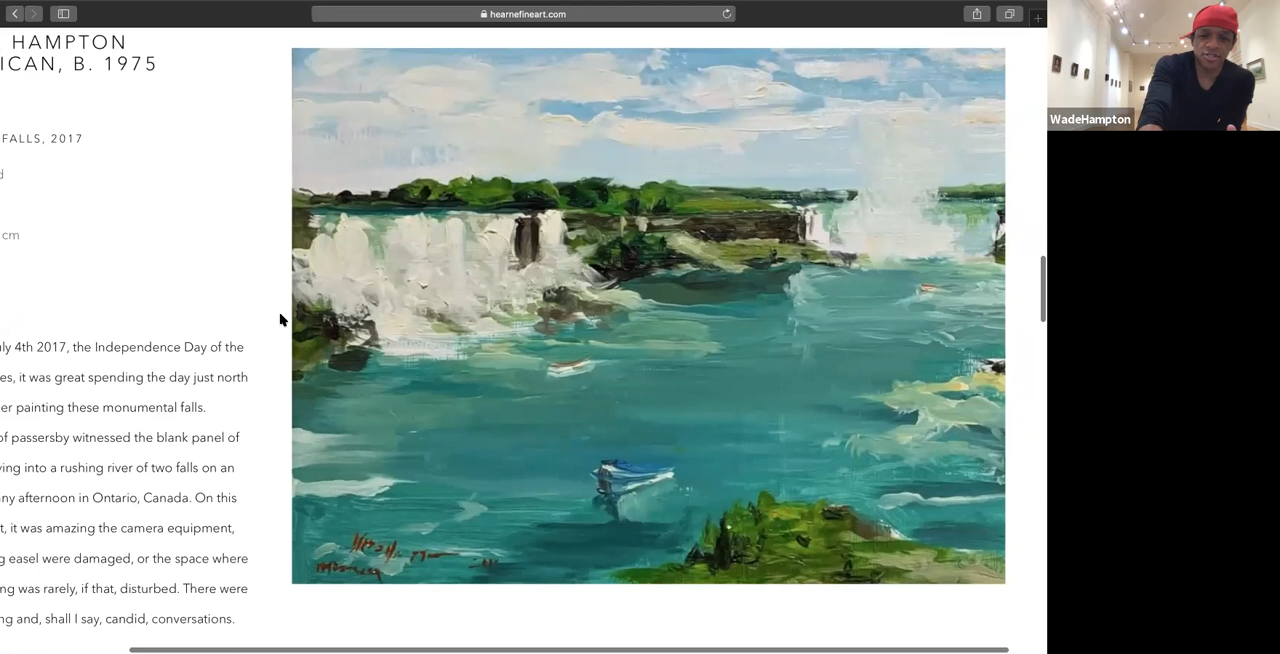 hearnefineart.com
HAMPTON
ICAN, B. 1975
FALLS, 2017
d
cm
ly 4th 2017, the Independence Day of the
es, it was great spending the day just north
er painting these monumental falls.
of passersby witnessed the blank panel of
ing into a rushing river of two falls on an
ny afternoon in Ontario, Canada. On this
t, it was amazing the camera equipment,
g easel were damaged, or the space where
ng was rarely, if that, disturbed. There were
ng and, shall I say, candid, conversations.
WadeHampton